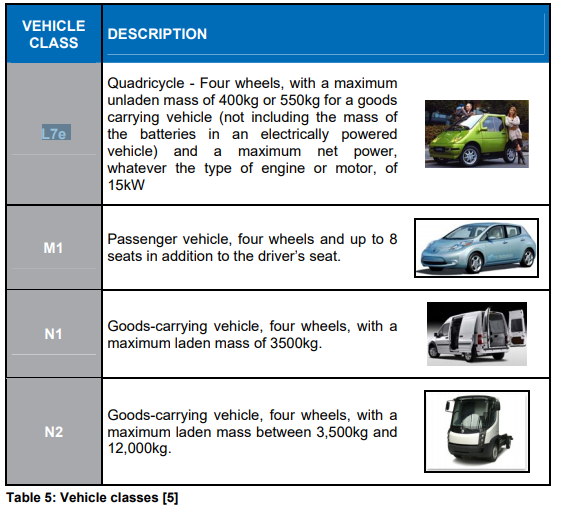 VEHICLE
CLASS
DESCRIPTION
L7e
Quadricycle - Four wheels, with a maximum
unladen mass of 400kg or 550kg for a goods
carrying vehicle (not including the mass of
the batteries in an electrically powered
vehicle) and a maximum net power,
whatever the type of engine or motor, of
15kW
M1
Passenger vehicle, four wheels and up to 8
seats in addition to the driver’s seat.
N1
Goods-carrying vehicle, four wheels, with a
maximum laden mass of 3500kg.
N2
Goods-carrying vehicle, four wheels, with a
maximum laden mass between 3,500kg and
12,000kg.
Table 5: Vehicle classes [5]